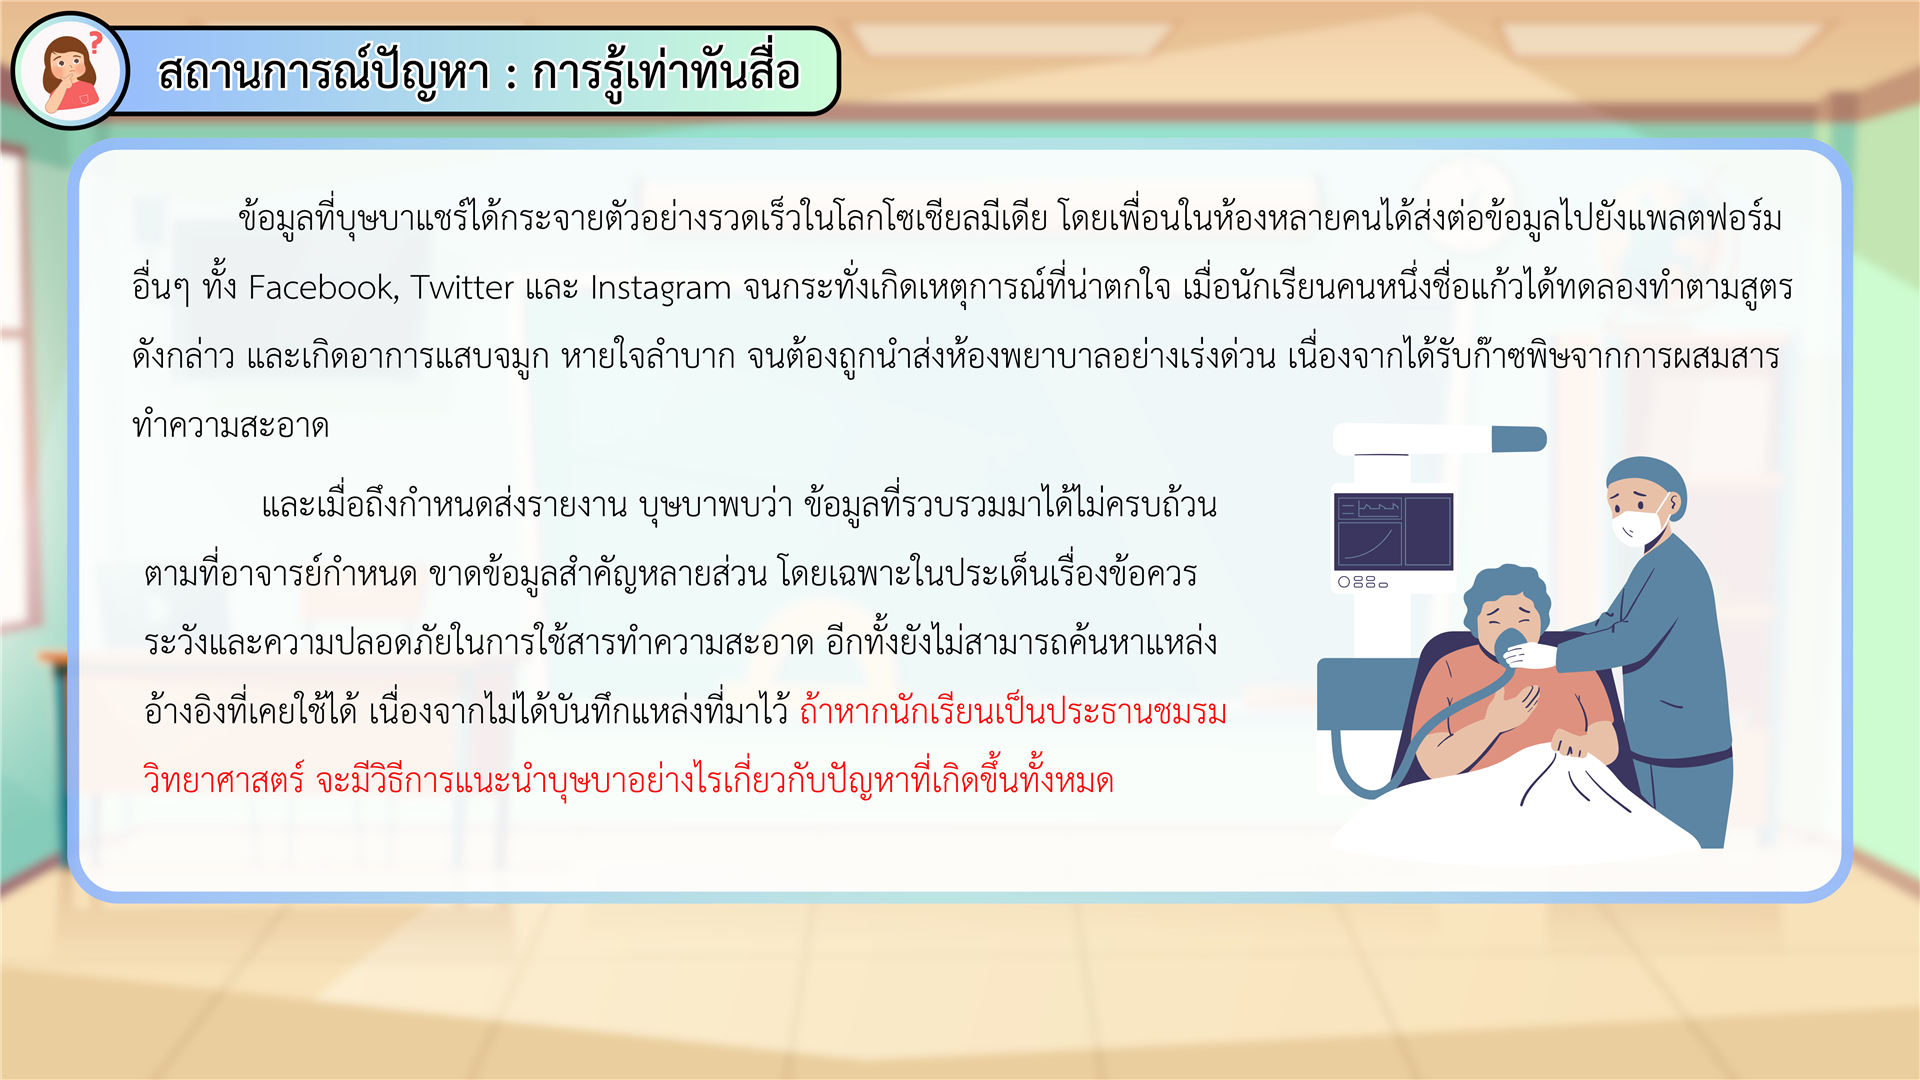 สถานการณ์ปัญหา : การรู้เท่าทันสื่อ
ข้อมูลที่บุษบาแชร์ได้กระจายตัวอย่างรวดเร็วในโลกโซเชียลมีเดีย โดยเพื่อนในห้องหลายคนได้ส่งต่อข้อมูลไปยังแพลตฟอร์ม
อื่นๆ ทั้ง Facebook, Twitter และ Instagram จนกระทั่งเกิดเหตุการณ์ที่น่าตกใจ เมื่อนักเรียนคนหนึ่งชื่อแก้วได้ทดลองทำตามสูตร
ดังกล่าว และเกิดอาการแสบจมูก หายใจลำบาก จนต้องถูกนำส่งห้องพยาบาลอย่างเร่งด่วน เนื่องจากได้รับก๊าซพิษจากการผสมสาร
ทำความสะอาด
และเมื่อถึงกำหนดส่งรายงาน บุษบาพบว่า ข้อมูลที่รวบรวมมาได้ไม่ครบถ้วน
ตามที่อาจารย์กำหนด ขาดข้อมูลสำคัญหลายส่วน โดยเฉพาะในประเด็นเรื่องข้อควร
ระวังและความปลอดภัยในการใช้สารทำความสะอาด อีกทั้งยังไม่สามารถค้นหาแหล่ง
อ้างอิงที่เคยใช้ได้ เนื่องจากไม่ได้บันทึกแหล่งที่มาไว้ ถ้าหากนักเรียนเป็นประธานชมรม
วิทยาศาสตร์ จะมีวิธีการแนะนำบุษบาอย่างไรเกี่ยวกับปัญหาที่เกิดขึ้นทั้งหมด